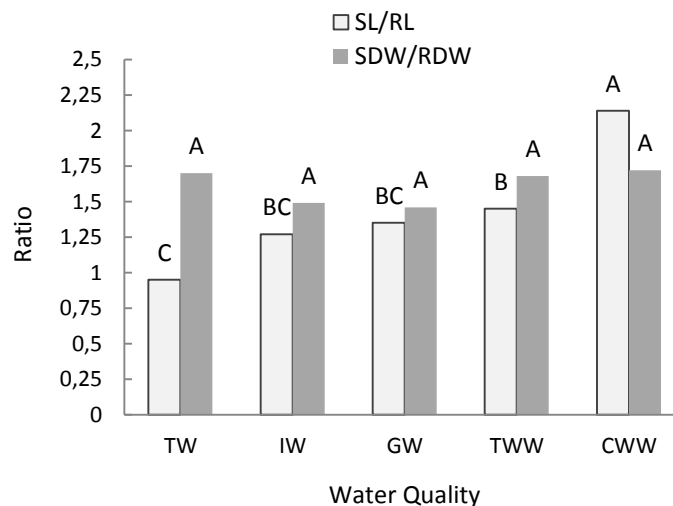 SL/RL
SDW/RDW
2,5
2,25
2
1,75
1,5
1,25
1
0,75
0,5
0,25
0
Ratio
C
A
BC
A
BC
A
B
A
A
A
TW
IW
GW
TWW
CWW
Water Quality